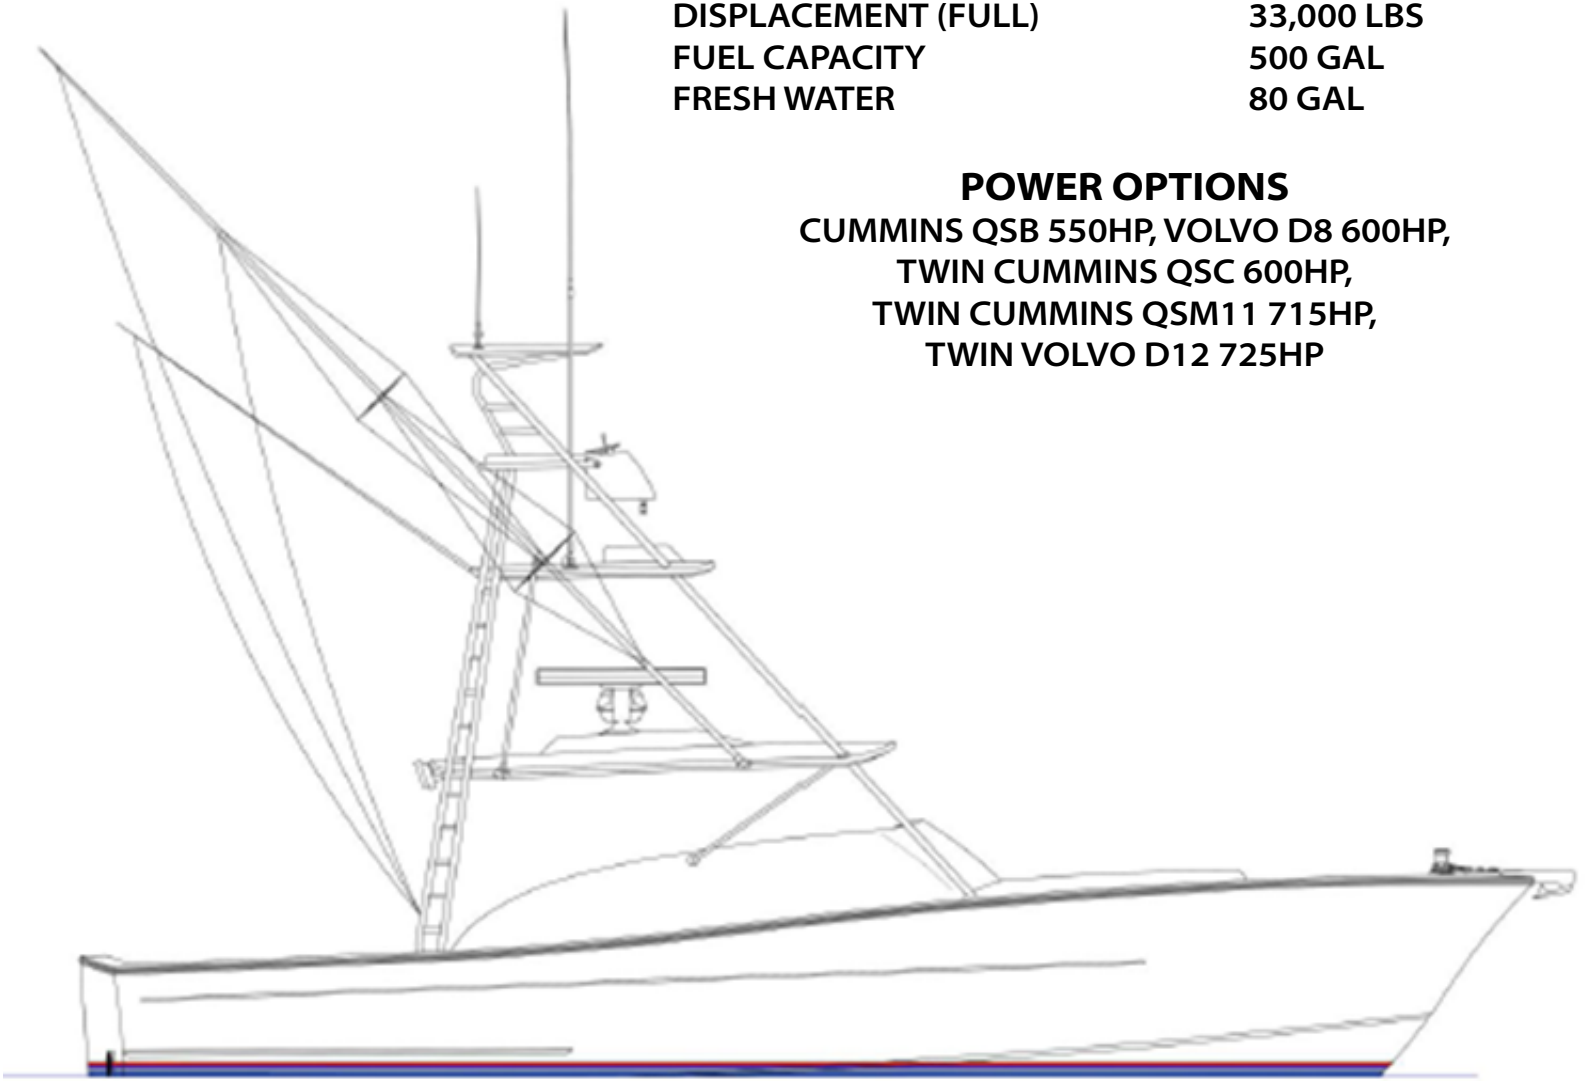 DISPLACEMENT (FULL) 33,000 LBS
FUEL CAPACITY 500 GAL
FRESH WATER 80 GAL
POWER OPTIONS
CUMMINS QSB 550HP, VOLVO D8 600HP,
TWIN CUMMINS QSC 600HP,
TWIN CUMMINS QSM11 715HP,
TWIN VOLVO D12 725HP